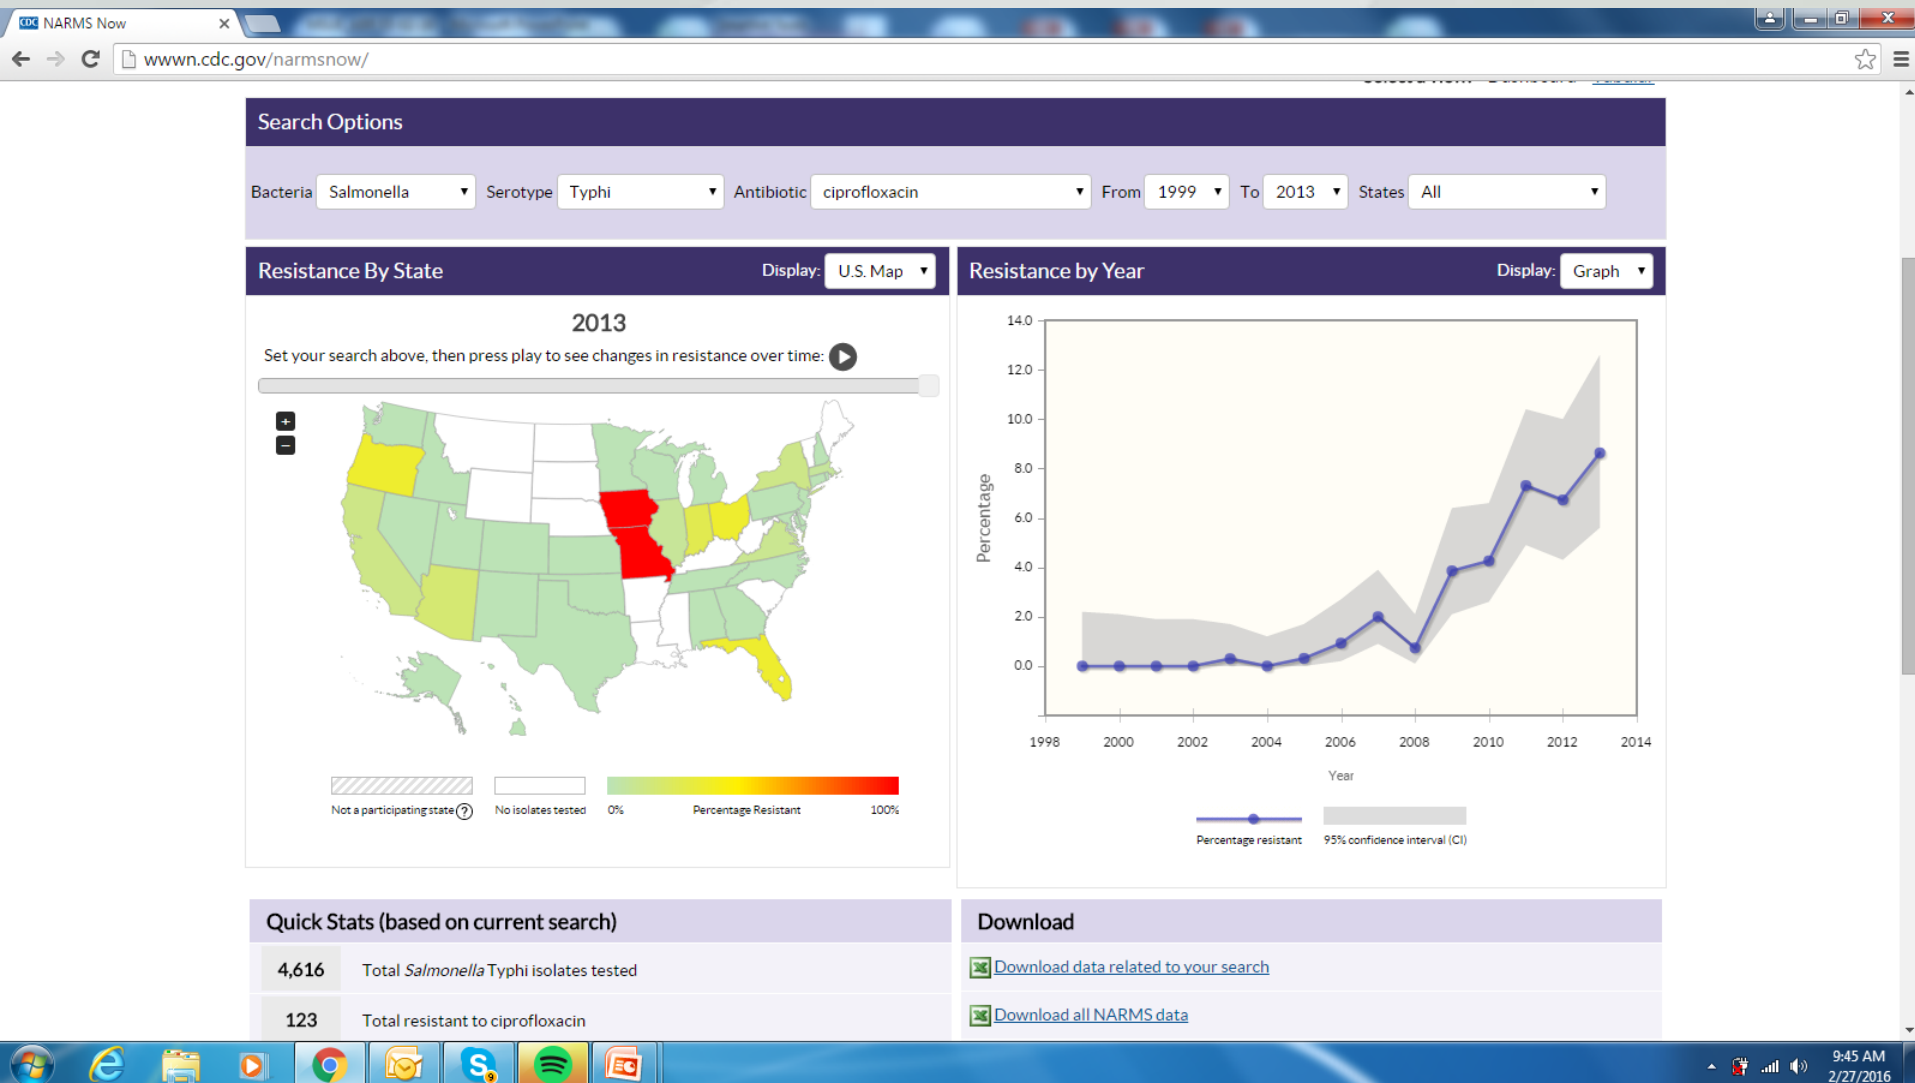 NARMS Now
wwwn.cdc.gov/narmsnow/
Search Options
Bacteria Salmonella Serotype Typhi Antibiotic ciprofloxacin From 1999 To 2013 States All
Resistance By State Display: U.S. Map
2013
Set your search above, then press play to see changes in resistance over time:
+
−
Not a participating state ? No isolates tested 0% Percentage Resistant 100%
Resistance by Year Display: Graph
14.0
12.0
10.0
8.0
6.0
4.0
2.0
0.0
Percentage
1998 2000 2002 2004 2006 2008 2010 2012 2014
Year
Percentage resistant 95% confidence interval (CI)
Quick Stats (based on current search)
4,616 Total Salmonella Typhi isolates tested
123 Total resistant to ciprofloxacin
Download
Download data related to your search
Download all NARMS data
9:45 AM
2/27/2016